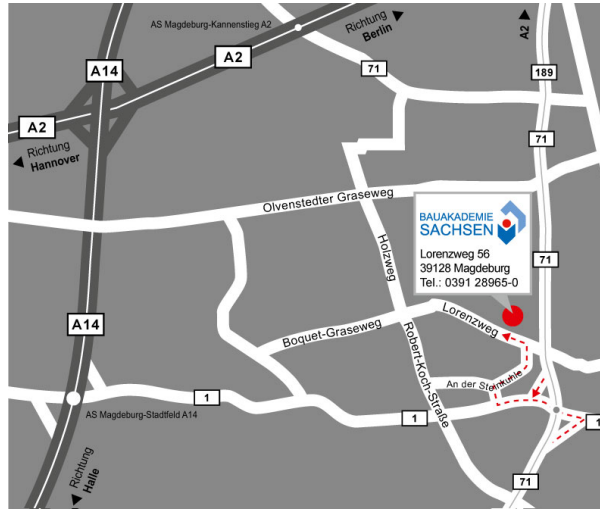 AS Magdeburg-Kannenstieg A2
Richtung
Berlin
A2
A14
A2
71
189
A2
71
Richtung
Hannover
Olvenstedter Graseweg
BAUAKADEMIE
SACHSEN
Lorenzweg 56
39128 Magdeburg
Tel.: 0391 28965-0
71
Holzweg
A14
Boquet-Graseweg
Lorenzweg
Robert-Koch-Straße
An der Steinkuhle
1
AS Magdeburg-Stadtfeld A14
1
1
Richtung
Halle
71